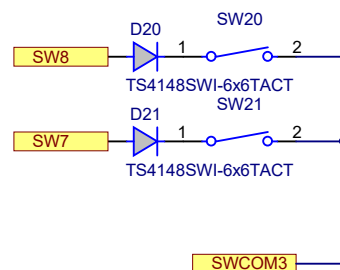 SW20
D20
1
2
SW8
TS4148SWI-6x6TACT
SW21
D21
1
2
SW7
TS4148SWI-6x6TACT
SWCOM3